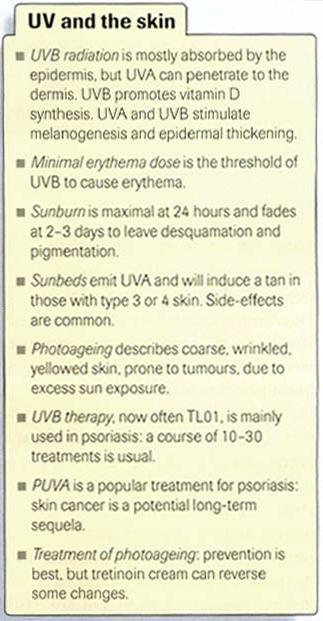 UV and the skin
■ UVB radiation is mostly absorbed by the
epidermis, but UVA can penetrate to the
dermis. UVB promotes vitamin D
synthesis. UVA and UVB stimulate
melanogenesis and epidermal thickening.
■ Minimal erythema dose is the threshold of
UVB to cause erythema.
■ Sunburn is maximal at 24 hours and fades
at 2–3 days to leave desquamation and
pigmentation.
■ Sunbeds emit UVA and will induce a tan in
those with type 3 or 4 skin. Side-effects
are common.
■ Photoageing describes coarse, wrinkled,
yellowed skin, prone to tumours, due to
excess sun exposure.
■ UVB therapy, now often TL01, is mainly
used in psoriasis: a course of 10–30
treatments is usual.
■ PUVA is a popular treatment for psoriasis:
skin cancer is a potential long-term
sequela.
■ Treatment of photoageing: prevention is
best, but tretinoin cream can reverse
some changes.